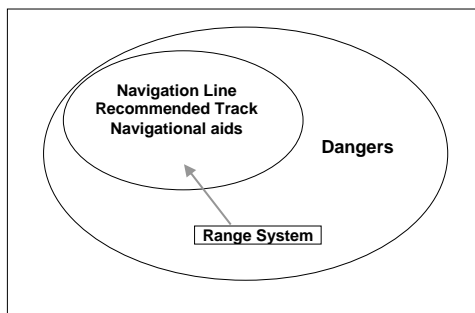 Navigation Line
Recommended Track
Navigational aids
Dangers
Range System